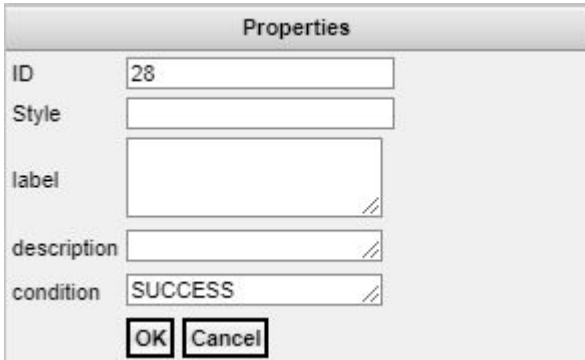 Properties
ID 28
Style
label
description
condition SUCCESS
OK Cancel